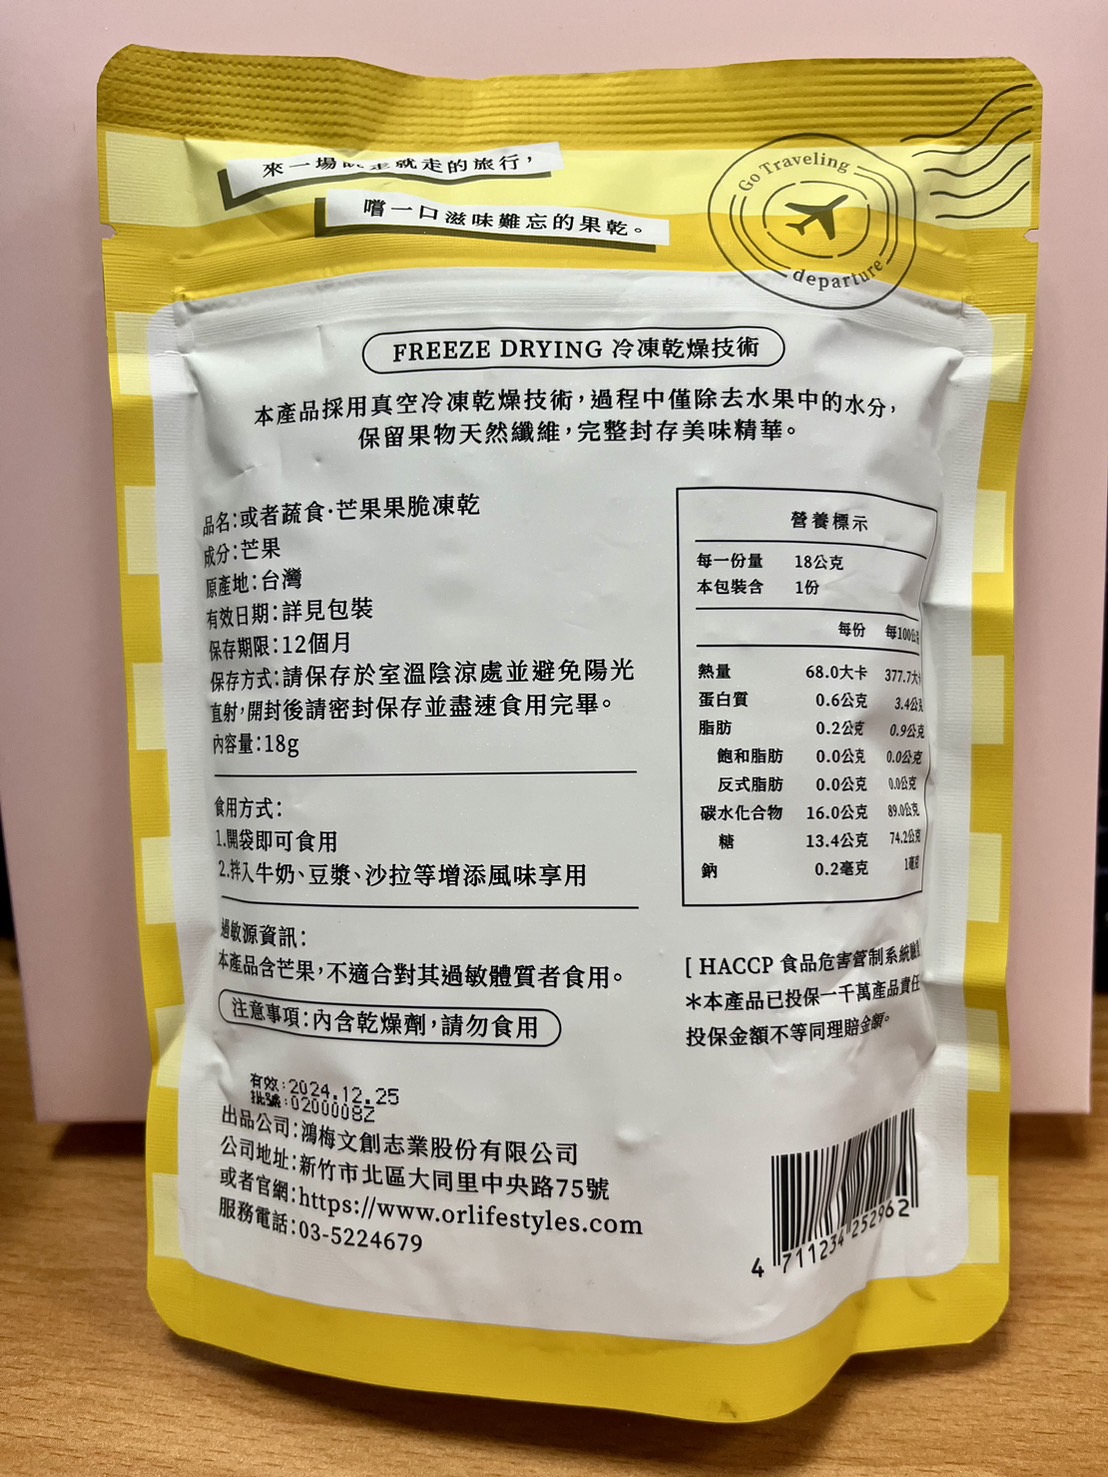 來一場
就走的旅行，
嚐一口滋味難忘的果乾。
Go Traveling
departure
FREEZE DRYING 冷凍乾燥技術
本產品採用真空冷凍乾燥技術，過程中僅除去水果中的水分，
保留果物天然纖維，完整封存美味精華。
品名：或者蔬食·芒果果脆凍乾
成分：芒果
原產地：台灣
有效日期：詳見包裝
保存期限：12個月
保存方式：請保存於室溫陰涼處並避免陽光
直射，開封後請密封保存並盡速食用完畢。
內容量：18g
食用方式：
1.開袋即可食用
2.拌入牛奶、豆漿、沙拉等增添風味享用
過敏源資訊：
本產品含芒果，不適合對其過敏體質者食用。
注意事項：內含乾燥劑，請勿食用
有效:2024.12.25
批號:0200008Z
出品公司：鴻梅文創志業股份有限公司
公司地址：新竹市北區大同里中央路75號
或者官網：https://www.orlifestyles.com
服務電話：03-5224679
營養標示
每一份量 18公克
本包裝含 1份
每份 每100公克
熱量 68.0大卡 377.7大卡
蛋白質 0.6公克 3.4公克
脂肪 0.2公克 0.9公克
飽和脂肪 0.0公克 0.0公克
反式脂肪 0.0公克 0.0公克
碳水化合物 16.0公克 89.0公克
糖 13.4公克 74.2公克
鈉 0.2毫克 1毫克
[ HACCP 食品危害管制系統
＊本產品已投保一千萬產品責任
投保金額不等同理賠金額。
4 711234 252962